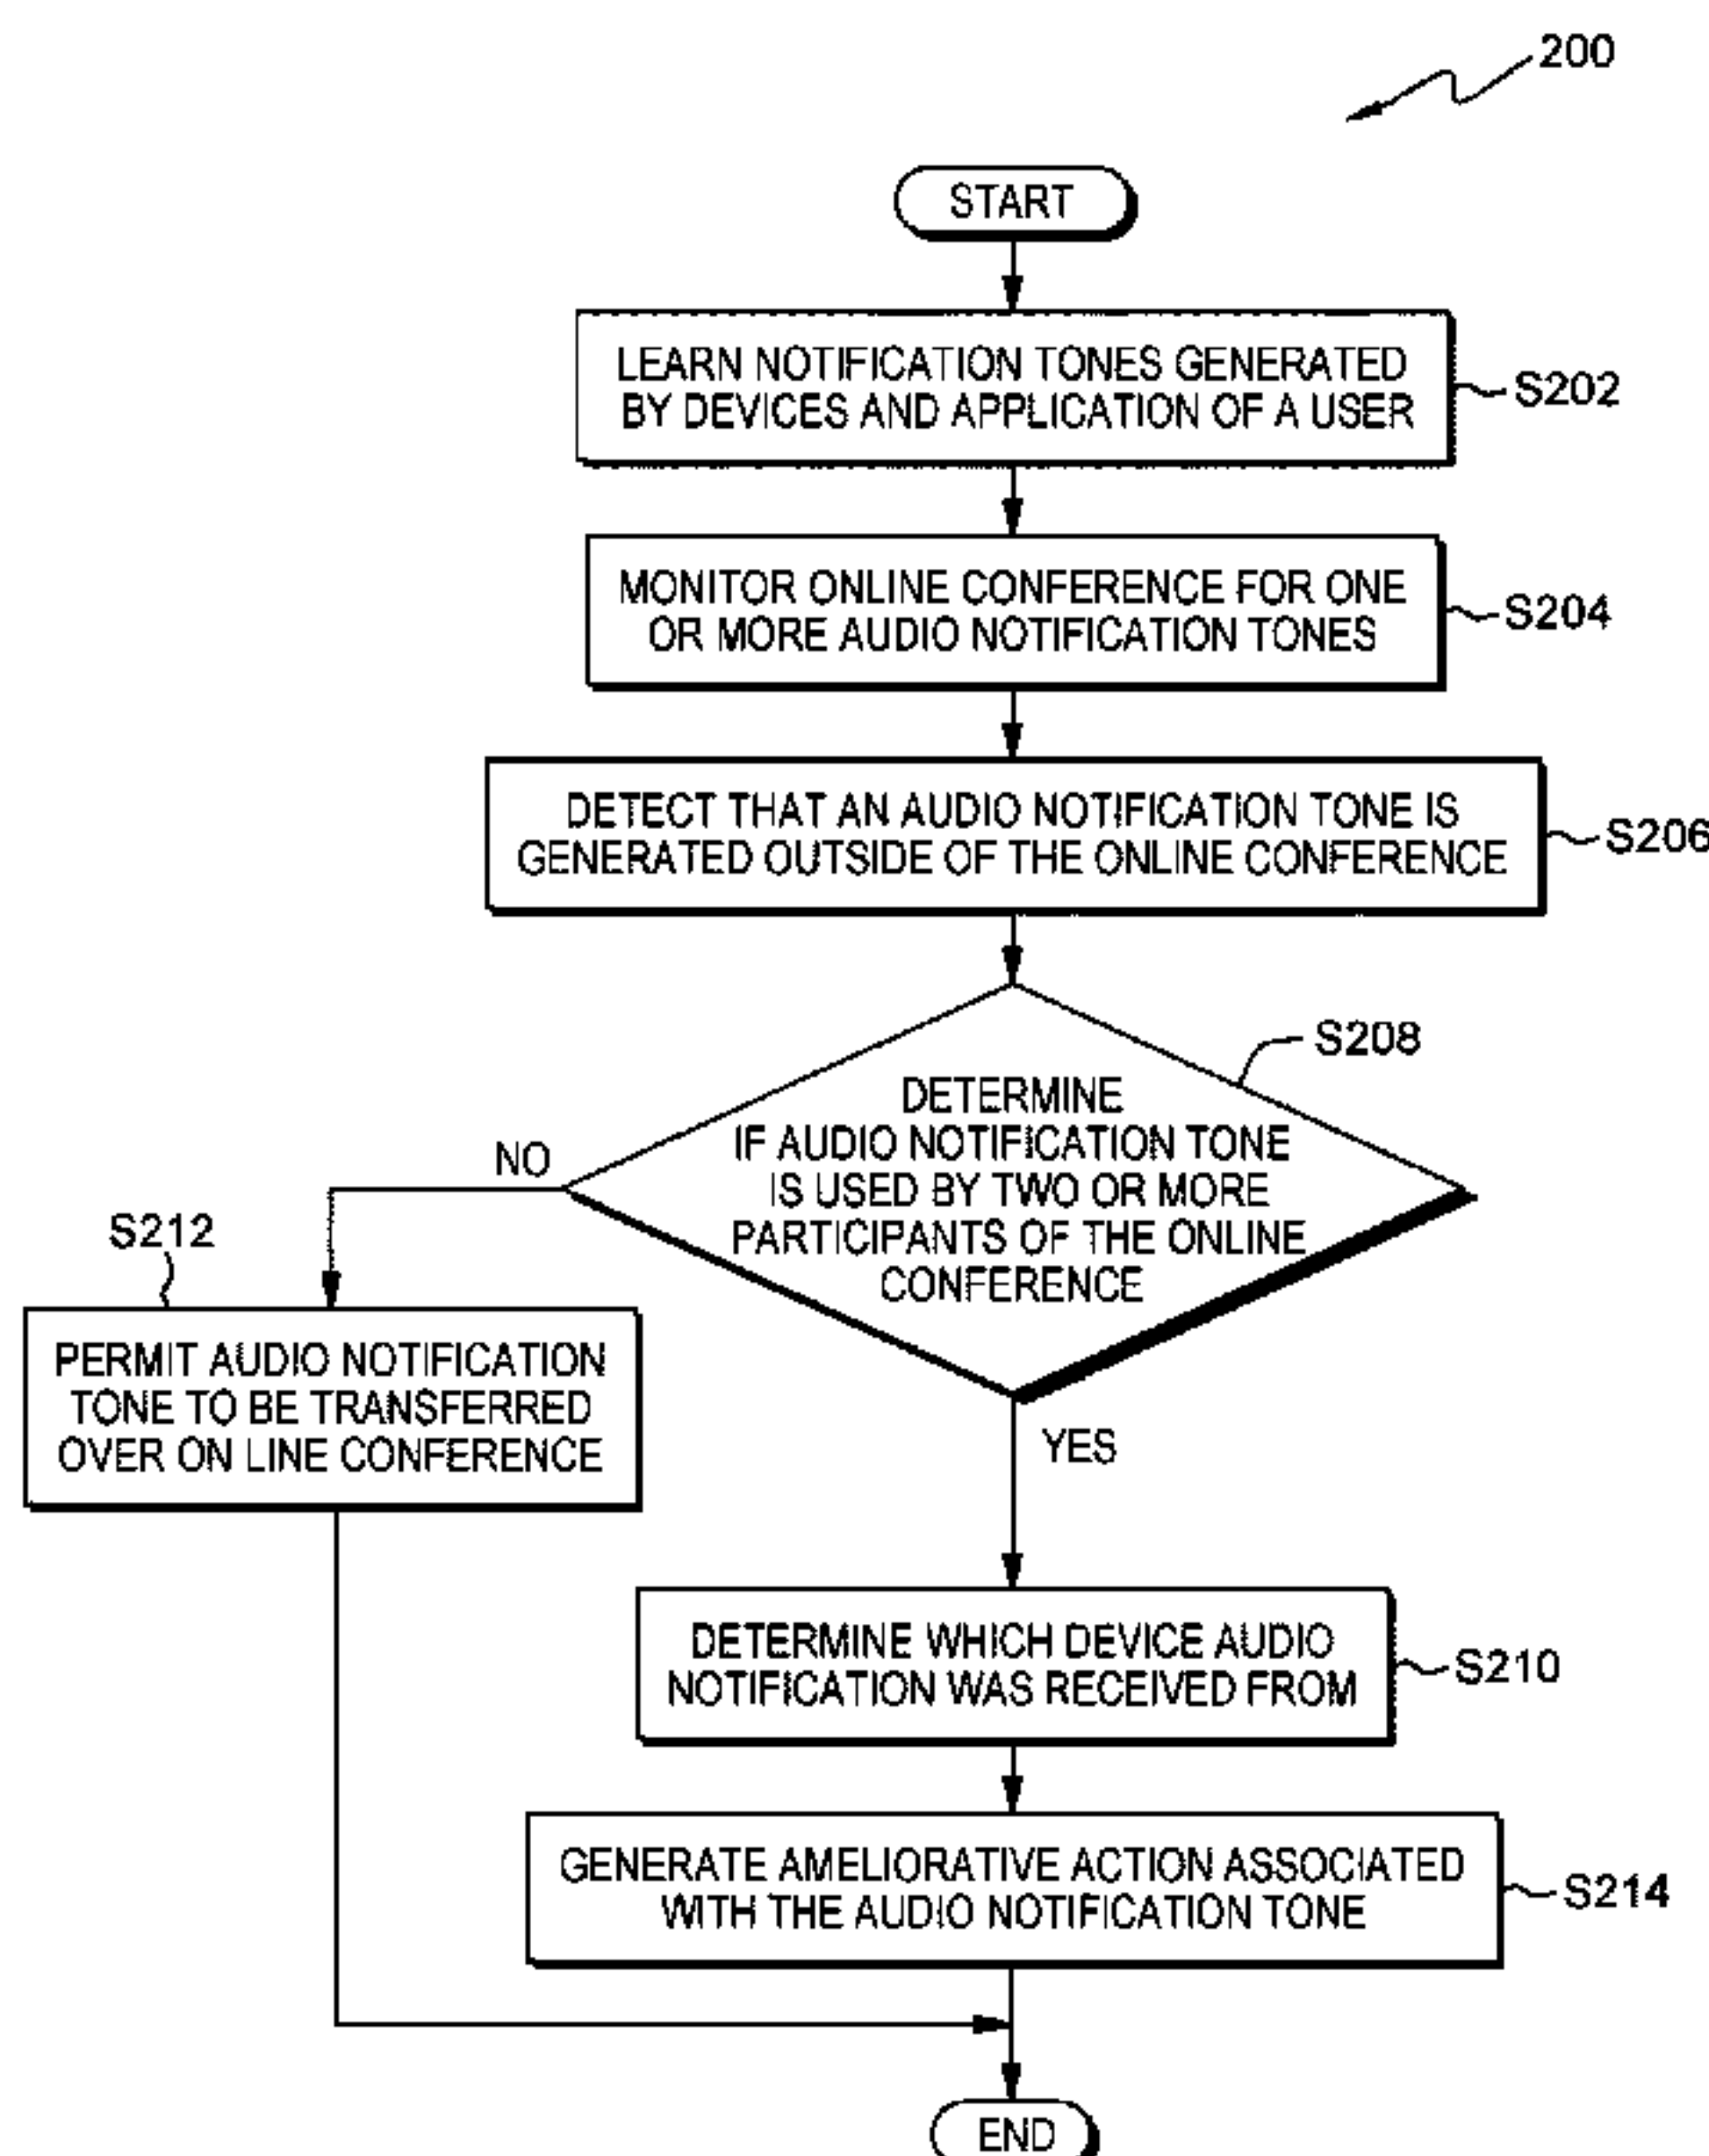 200
START
LEARN NOTIFICATION TONES GENERATED
BY DEVICES AND APPLICATION OF A USER
S202
MONITOR ONLINE CONFERENCE FOR ONE
OR MORE AUDIO NOTIFICATION TONES
S204
DETECT THAT AN AUDIO NOTIFICATION TONE IS
GENERATED OUTSIDE OF THE ONLINE CONFERENCE
S206
S208
DETERMINE
IF AUDIO NOTIFICATION TONE
IS USED BY TWO OR MORE
PARTICIPANTS OF THE ONLINE
CONFERENCE
NO
S212
PERMIT AUDIO NOTIFICATION
TONE TO BE TRANSFERRED
OVER ON LINE CONFERENCE
YES
DETERMINE WHICH DEVICE AUDIO
NOTIFICATION WAS RECEIVED FROM
S210
GENERATE AMELIORATIVE ACTION ASSOCIATED
WITH THE AUDIO NOTIFICATION TONE
S214
END